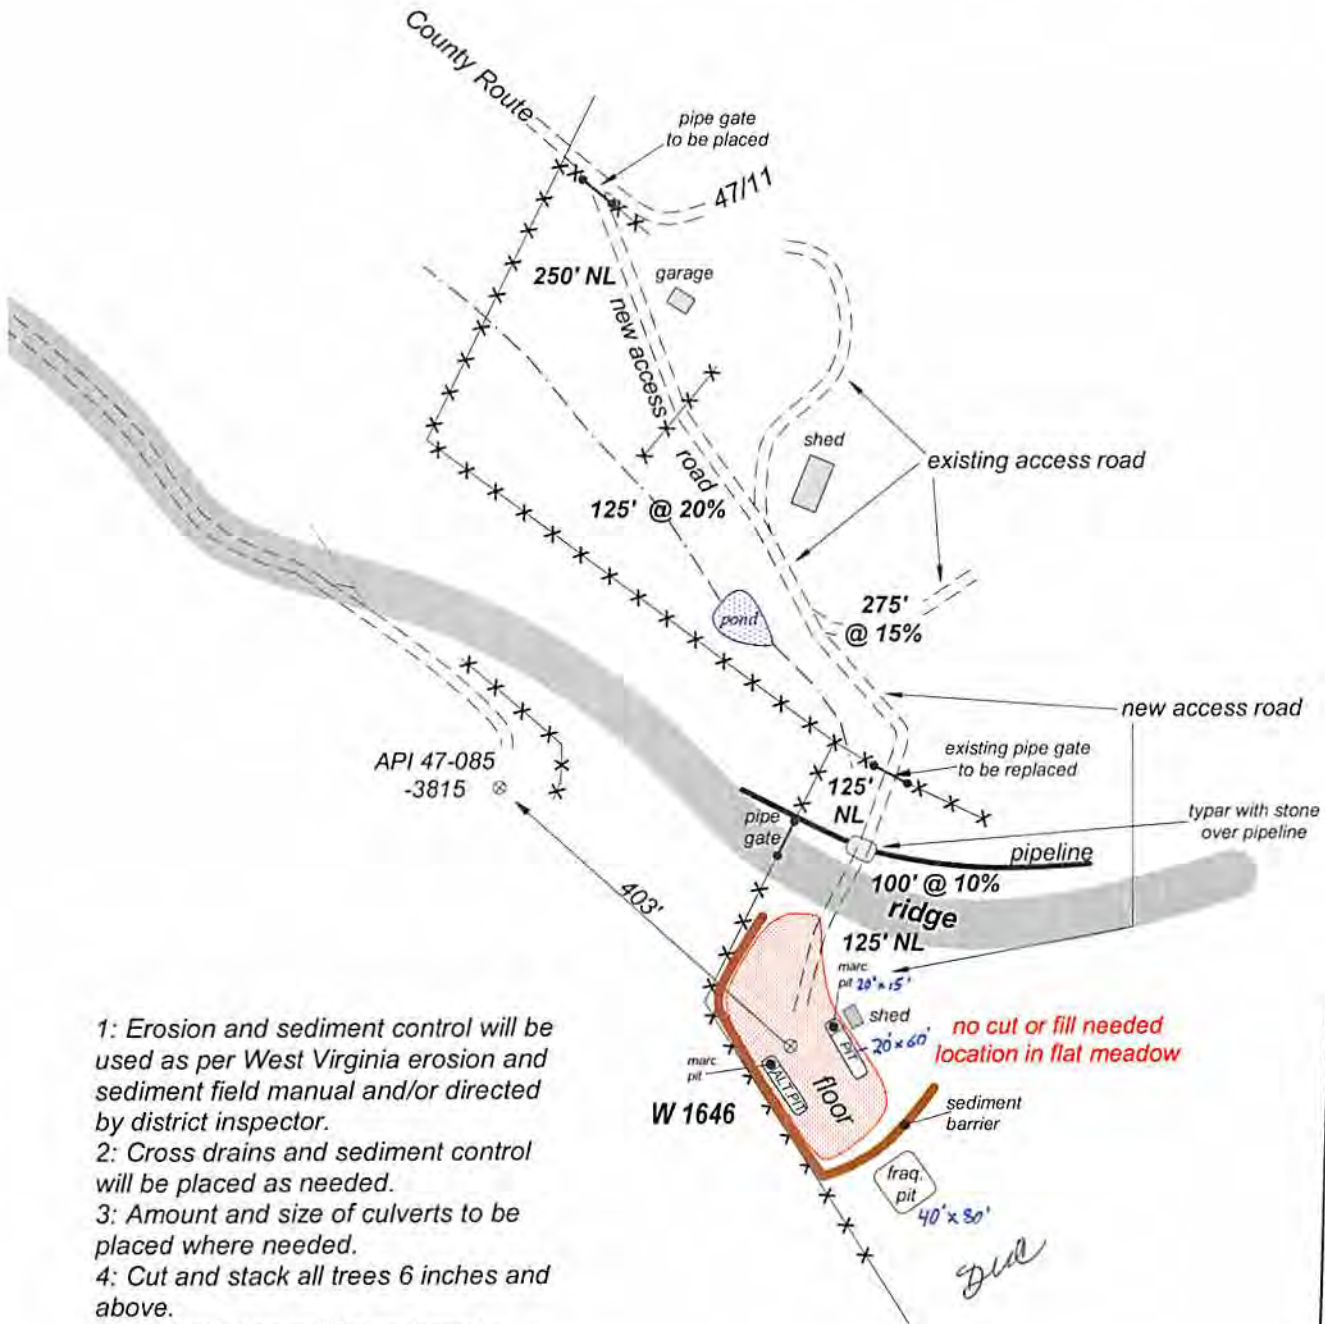 County Route
pipe gate
to be placed
47/11
250' NL
garage
new access
road
shed
existing access road
125' @ 20%
pond
275'
@ 15%
new access road
existing pipe gate
to be replaced
API 47-085
-3815
125'
NL
typar with stone
over pipeline
pipe
gate
pipeline
100' @ 10%
403'
ridge
125' NL
marc
pit 20' x 15'
shed
no cut or fill needed
location in flat meadow
PIT
20' x 60'
marc
pit
ALT.PIT
floor
W 1646
sediment
barrier
fraq.
pit
40' x 80'
1: Erosion and sediment control will be
used as per West Virginia erosion and
sediment field manual and/or directed
by district inspector.
2: Cross drains and sediment control
will be placed as needed.
3: Amount and size of culverts to be
placed where needed.
4: Cut and stack all trees 6 inches and
above.